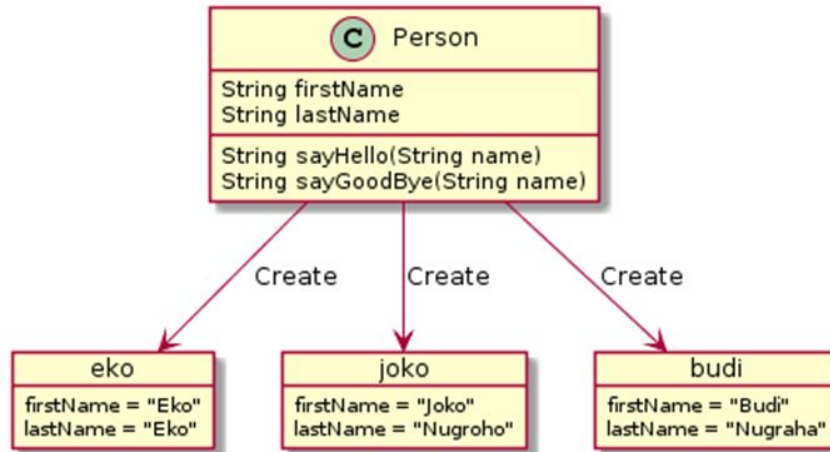 C Person
String firstName
String lastName
String sayHello(String name)
String sayGoodBye(String name)
Create
Create
Create
eko
firstName = "Eko"
lastName = "Eko"
joko
firstName = "Joko"
lastName = "Nugroho"
budi
firstName = "Budi"
lastName = "Nugraha"